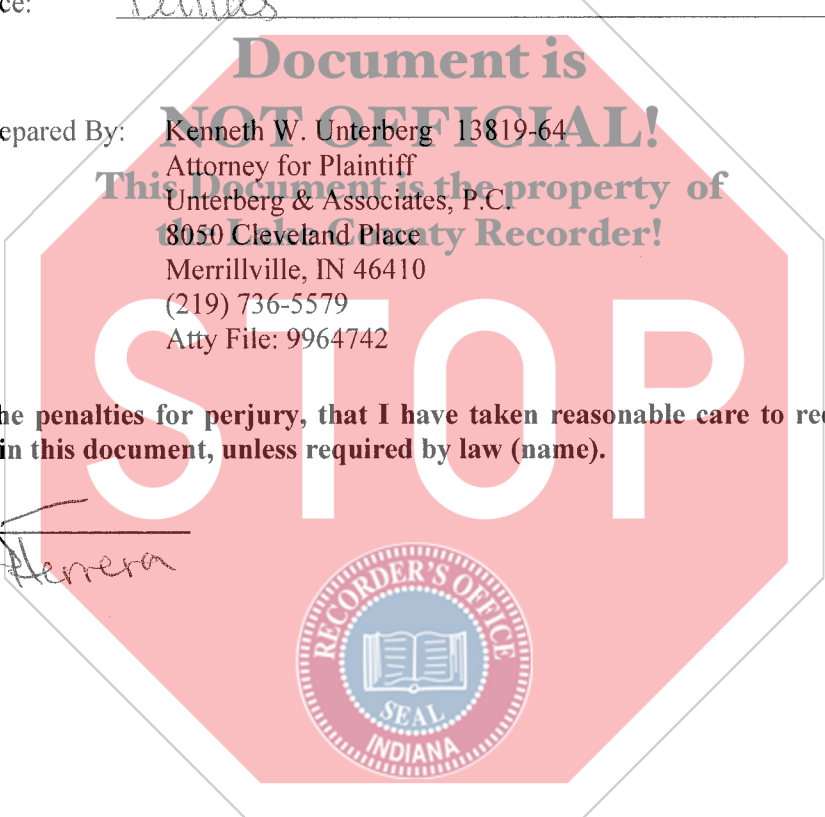 ce:
Document is
NOT OFFICIAL!
epared By: Kenneth W. Unterberg 13819-64
Attorney for Plaintiff
This Document is the property of
Unterberg & Associates, P.C.
the Lake County Recorder!
8050 Cleveland Place
Merrillville, IN 46410
(219) 736-5579
Atty File: 9964742
STOP
he penalties for perjury, that I have taken reasonable care to re
in this document, unless required by law (name).
Herrera
RECORDER'S OFFICE
SEAL
INDIANA